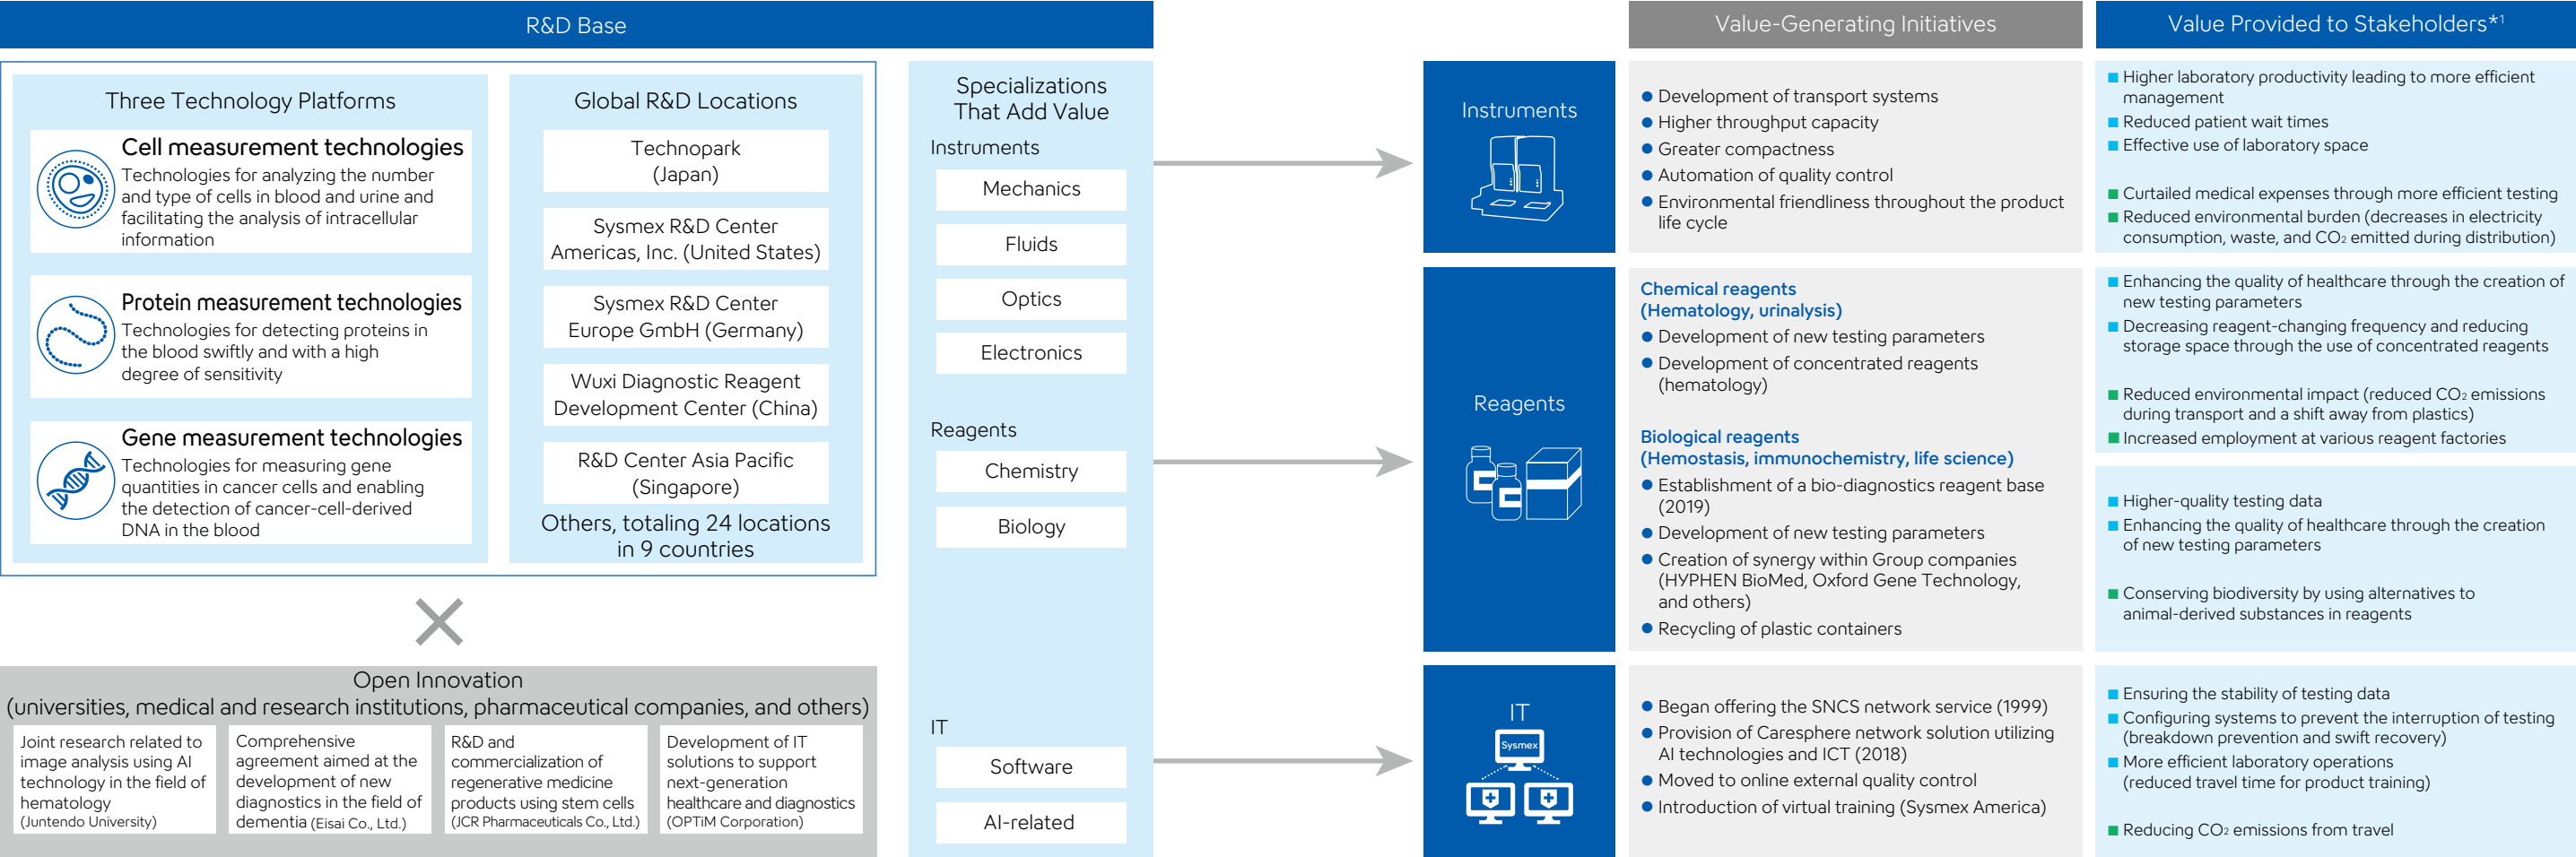 R&D Base
Three Technology Platforms
Cell measurement technologies
Technologies for analyzing the number
and type of cells in blood and urine and
facilitating the analysis of intracellular
information
Protein measurement technologies
Technologies for detecting proteins in
the blood swiftly and with a high
degree of sensitivity
Gene measurement technologies
Technologies for measuring gene
quantities in cancer cells and enabling
the detection of cancer-cell-derived
DNA in the blood
Global R&D Locations
Technopark
(Japan)
Sysmex R&D Center
Americas, Inc. (United States)
Sysmex R&D Center
Europe GmbH (Germany)
Wuxi Diagnostic Reagent
Development Center (China)
R&D Center Asia Pacific
(Singapore)
Others, totaling 24 locations
in 9 countries
×
Open Innovation
(universities, medical and research institutions, pharmaceutical companies, and others)
Joint research related to
image analysis using AI
technology in the field of
hematology
(Juntendo University)
Comprehensive
agreement aimed at the
development of new
diagnostics in the field of
dementia (Eisai Co., Ltd.)
R&D and
commercialization of
regenerative medicine
products using stem cells
(JCR Pharmaceuticals Co., Ltd.)
Development of IT
solutions to support
next-generation
healthcare and diagnostics
(OPTiM Corporation)
Specializations
That Add Value
Instruments
Mechanics
Fluids
Optics
Electronics
Reagents
Chemistry
Biology
IT
Software
AI-related
Value-Generating Initiatives
Value Provided to Stakeholders*1
Instruments
● Development of transport systems
● Higher throughput capacity
● Greater compactness
● Automation of quality control
● Environmental friendliness throughout the product
life cycle
■ Higher laboratory productivity leading to more efficient
management
■ Reduced patient wait times
■ Effective use of laboratory space
■ Curtailed medical expenses through more efficient testing
■ Reduced environmental burden (decreases in electricity
consumption, waste, and CO2 emitted during distribution)
Reagents
Chemical reagents
(Hematology, urinalysis)
● Development of new testing parameters
● Development of concentrated reagents
(hematology)
Biological reagents
(Hemostasis, immunochemistry, life science)
● Establishment of a bio-diagnostics reagent base
(2019)
● Development of new testing parameters
● Creation of synergy within Group companies
(HYPHEN BioMed, Oxford Gene Technology,
and others)
● Recycling of plastic containers
■ Enhancing the quality of healthcare through the creation of
new testing parameters
■ Decreasing reagent-changing frequency and reducing
storage space through the use of concentrated reagents
■ Reduced environmental impact (reduced CO2 emissions
during transport and a shift away from plastics)
■ Increased employment at various reagent factories
■ Higher-quality testing data
■ Enhancing the quality of healthcare through the creation
of new testing parameters
■ Conserving biodiversity by using alternatives to
animal-derived substances in reagents
IT
Sysmex
● Began offering the SNCS network service (1999)
● Provision of Caresphere network solution utilizing
AI technologies and ICT (2018)
● Moved to online external quality control
● Introduction of virtual training (Sysmex America)
■ Ensuring the stability of testing data
■ Configuring systems to prevent the interruption of testing
(breakdown prevention and swift recovery)
■ More efficient laboratory operations
(reduced travel time for product training)
■ Reducing CO2 emissions from travel